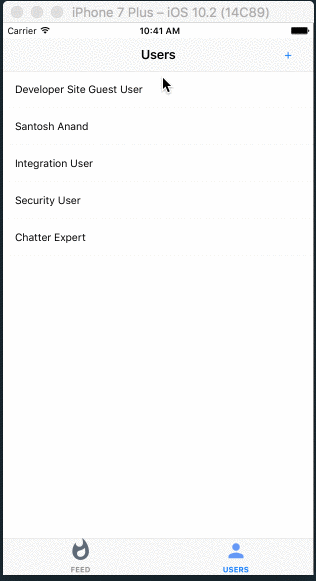 iPhone 7 Plus – iOS 10.2 (14C89)
Carrier 10:41 AM
Users +
Developer Site Guest User
Santosh Anand
Integration User
Security User
Chatter Expert
FEED USERS